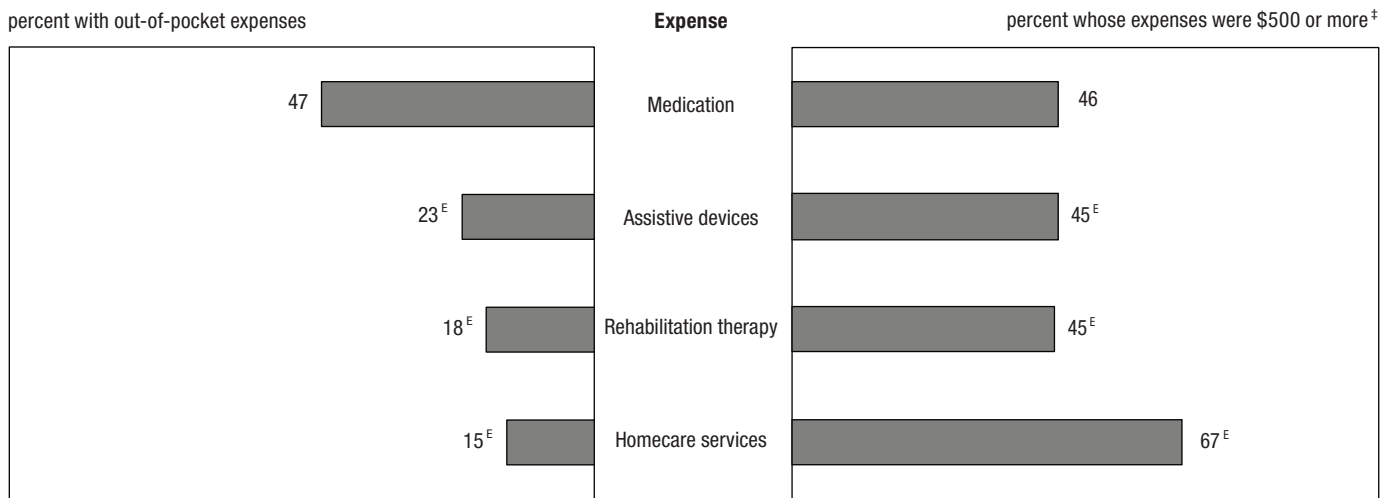 percent with out-of-pocket expenses Expense percent whose expenses were $500 or more‡
47 Medication 46
23 E Assistive devices 45 E
18 E Rehabilitation therapy 45 E
15 E Homecare services 67 E